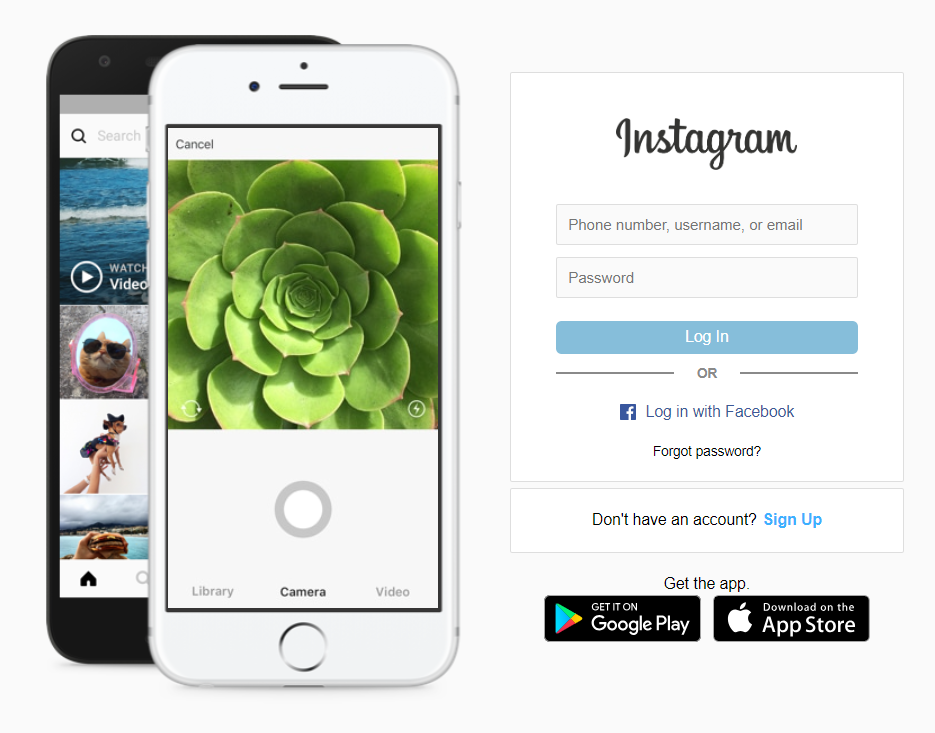 Search
WATCH
Video
Cancel
Library Camera Video
Instagram
Phone number, username, or email
Password
Log In
OR
Log in with Facebook
Forgot password?
Don't have an account? Sign Up
Get the app.
GET IT ON
Google Play
Download on the
App Store